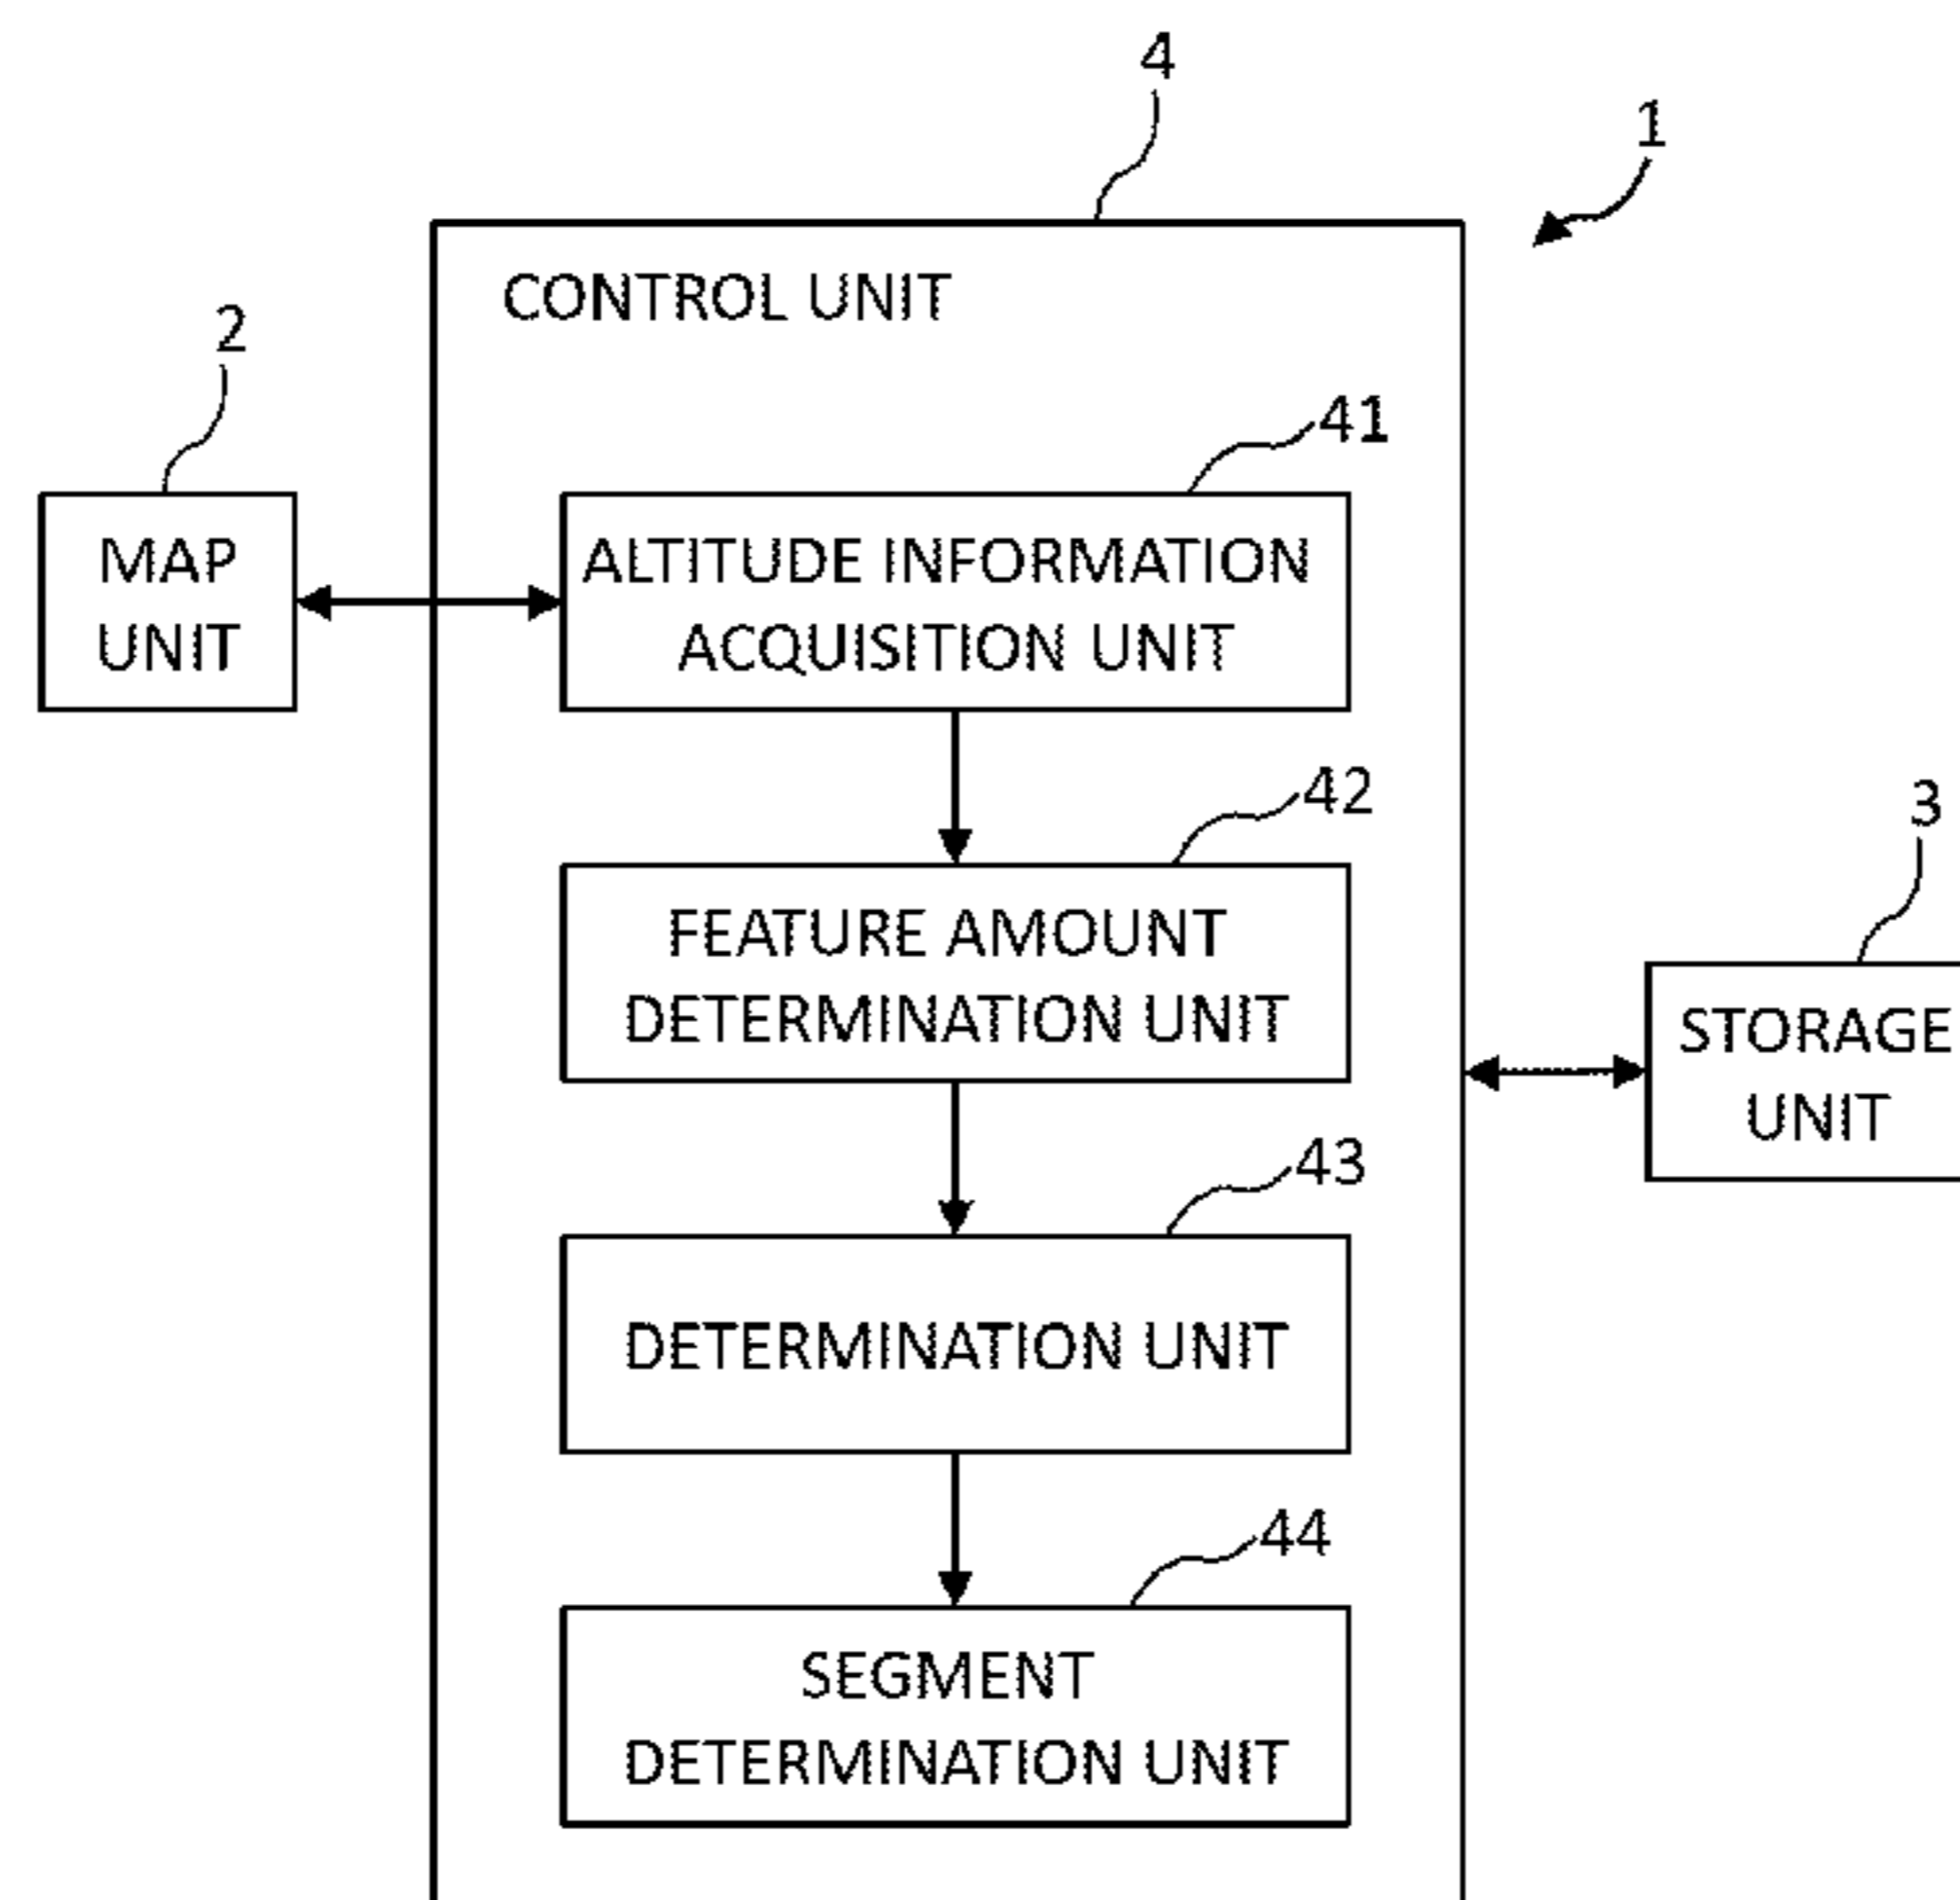 4
1
CONTROL UNIT
2
41
MAP
UNIT
ALTITUDE INFORMATION
ACQUISITION UNIT
42
3
FEATURE AMOUNT
DETERMINATION UNIT
STORAGE
UNIT
43
DETERMINATION UNIT
44
SEGMENT
DETERMINATION UNIT